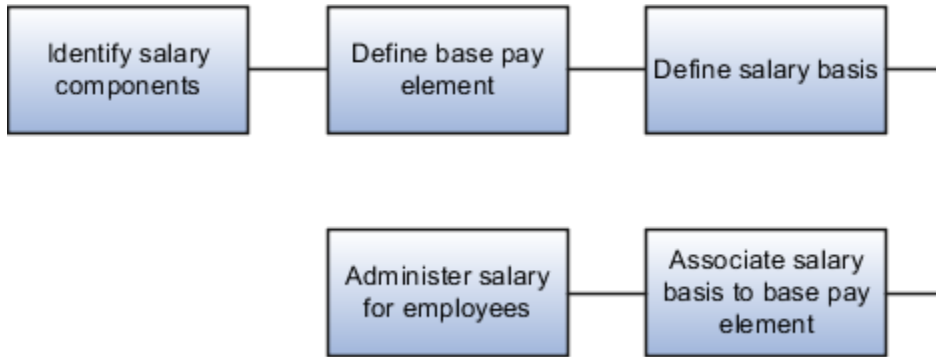 Identify salary
components
Define base pay
element
Define salary basis
Administer salary
for employees
Associate salary
basis to base pay
element